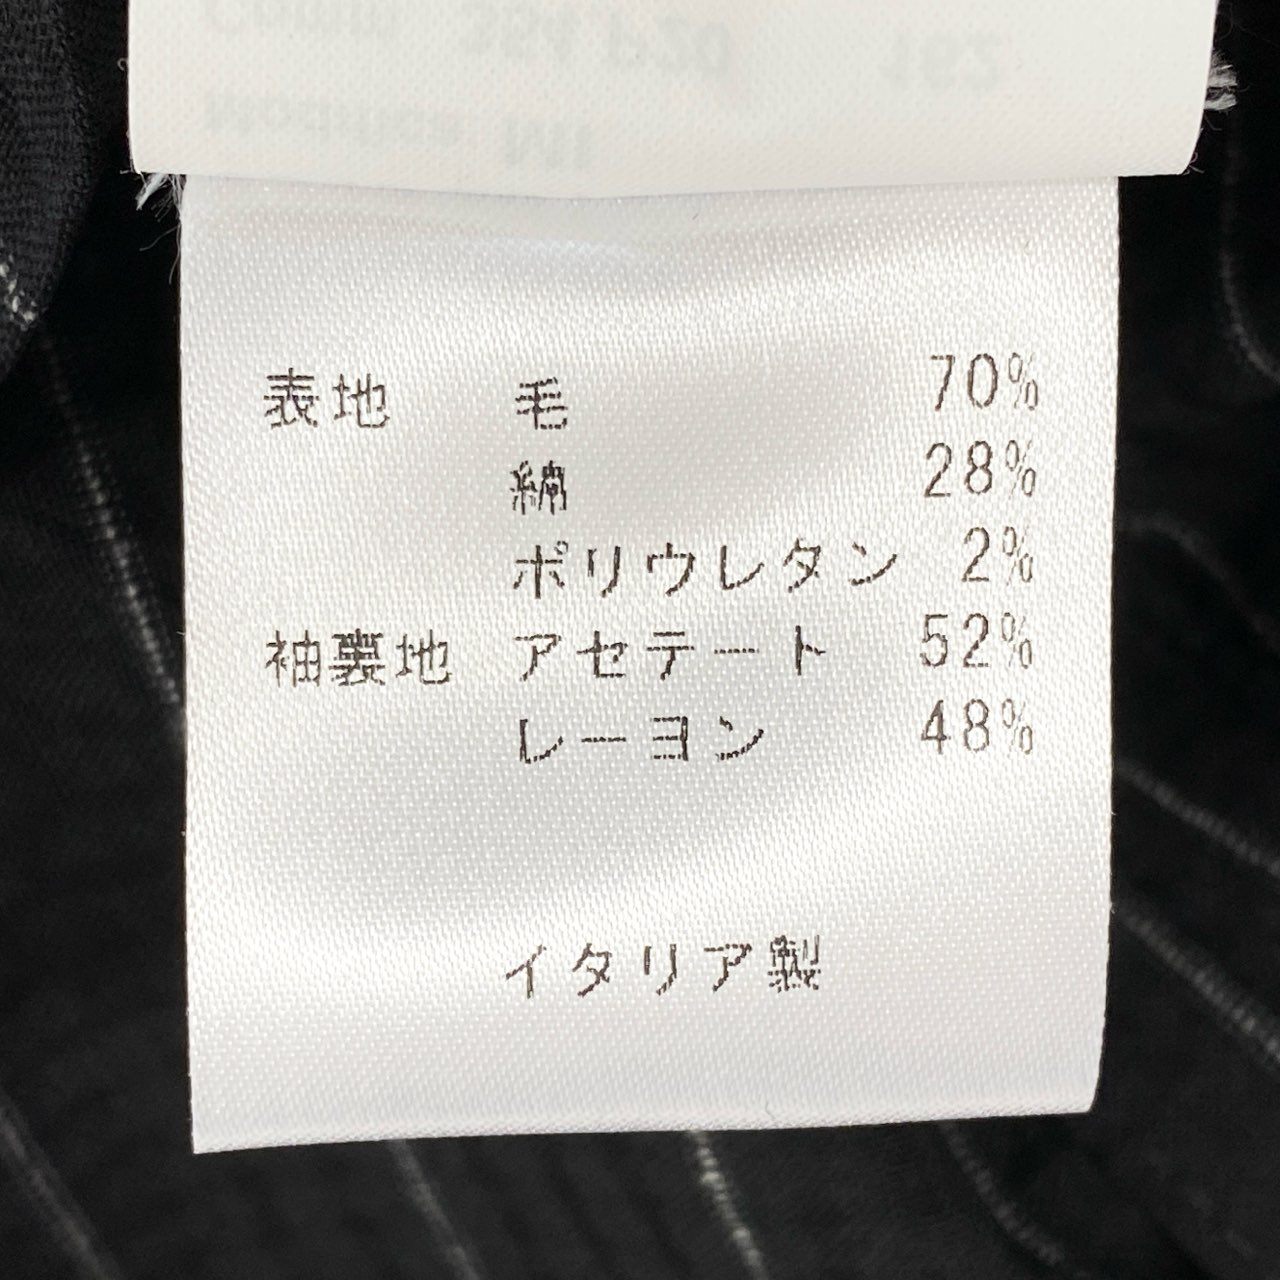 表地 毛 70%
綿 28%
ポリウレタン 2%
袖裏地 アセテート 52%
レーヨン 48%
イタリア製